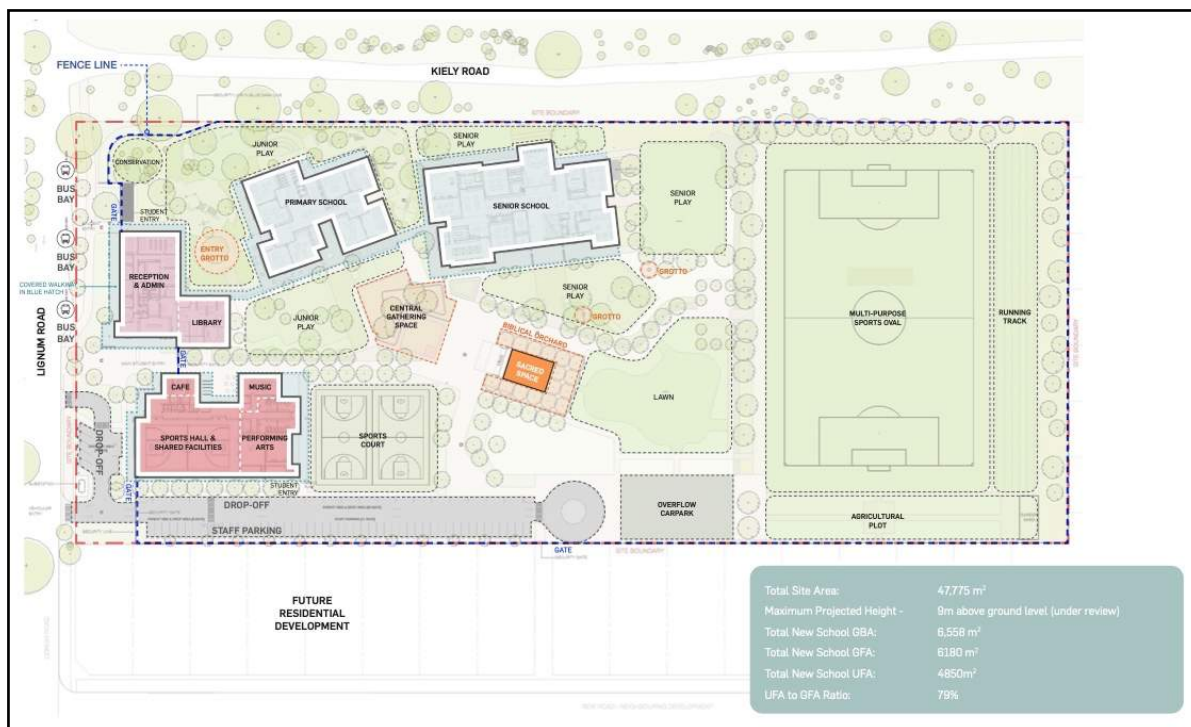 FENCE LINE
KIELY ROAD
SITE BOUNDARY
CONSERVATION
JUNIOR
PLAY
SENIOR
PLAY
PRIMARY SCHOOL
SENIOR SCHOOL
SENIOR
PLAY
BUS
BAY
GATE
STUDENT
ENTRY
BUS
BAY
ENTRY
GROTTO
GROTTO
COVERED WALKWAY
IN BLUE HATCH
RECEPTION
& ADMIN
LIBRARY
BUS
BAY
LIGNUM ROAD
JUNIOR
PLAY
CENTRAL
GATHERING
SPACE
SENIOR
PLAY
GROTTO
MULTI-PURPOSE
SPORTS OVAL
RUNNING
TRACK
BIBLICAL ORCHARD
SACRED
SPACE
GATE
CAFE
MUSIC
LAWN
SPORTS HALL &
SHARED FACILITIES
PERFORMING
ARTS
SPORTS
COURT
DROP-OFF
SITE BOUNDARY
GATE
STUDENT
ENTRY
DROP-OFF
STAFF PARKING
OVERFLOW
CARPARK
AGRICULTURAL
PLOT
GATE
SITE BOUNDARY
FUTURE
RESIDENTIAL
DEVELOPMENT
Total Site Area: 47,775 m²
Maximum Projected Height - 9m above ground level (under review)
Total New School GBA: 6,558 m²
Total New School GFA: 6180 m²
Total New School UFA: 4850m²
UFA to GFA Ratio: 79%
NEW ROAD - NEIGHBOURING DEVELOPMENT